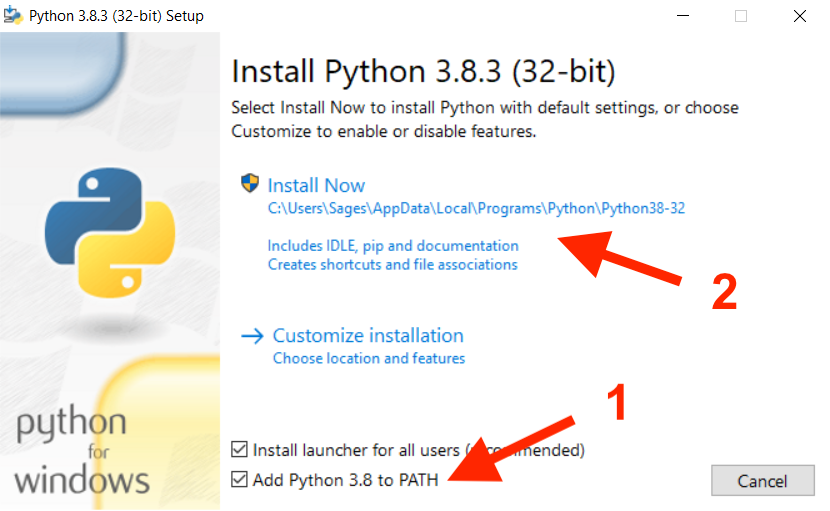 Python 3.8.3 (32-bit) Setup
Install Python 3.8.3 (32-bit)
Select Install Now to install Python with default settings, or choose
Customize to enable or disable features.
Install Now
C:\Users\Sages\AppData\Local\Programs\Python\Python38-32
Includes IDLE, pip and documentation
Creates shortcuts and file associations
2
Customize installation
Choose location and features
1
python
for
windows
Install launcher for all users (recommended)
Add Python 3.8 to PATH
Cancel